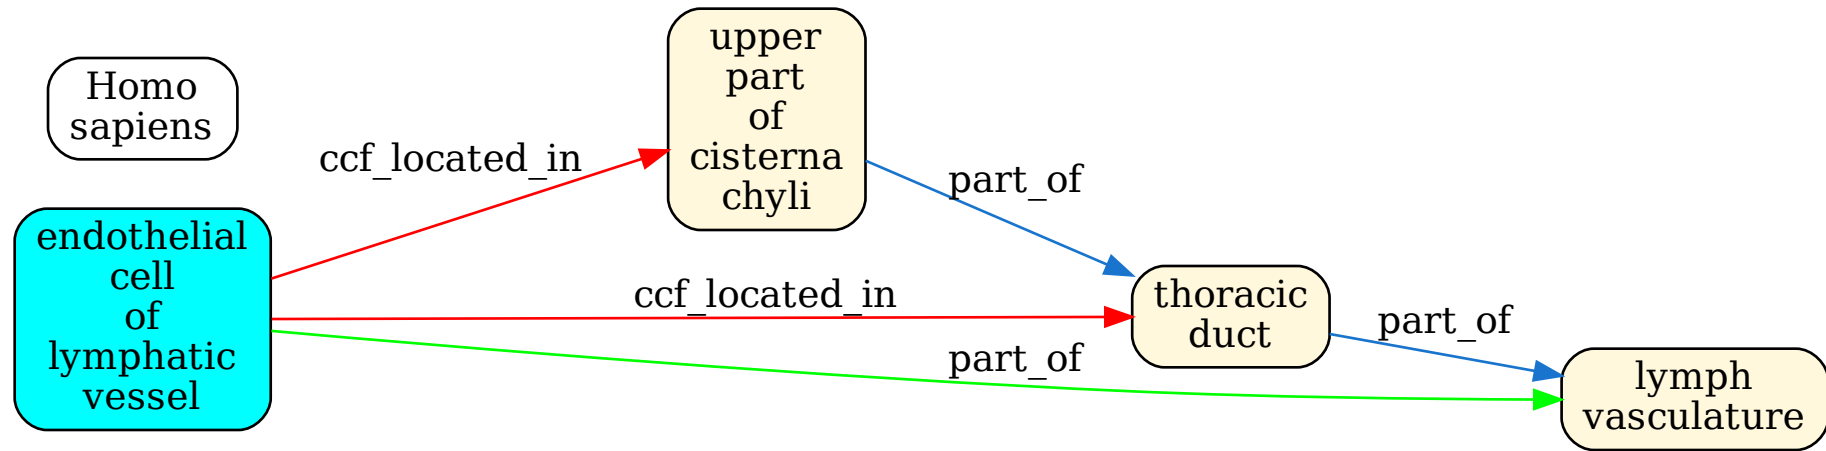 Homo
sapiens
endothelial
cell
of
lymphatic
vessel
ccf_located_in
upper
part
of
cisterna
chyli
ccf_located_in
part_of
part_of
thoracic
duct
part_of
lymph
vasculature